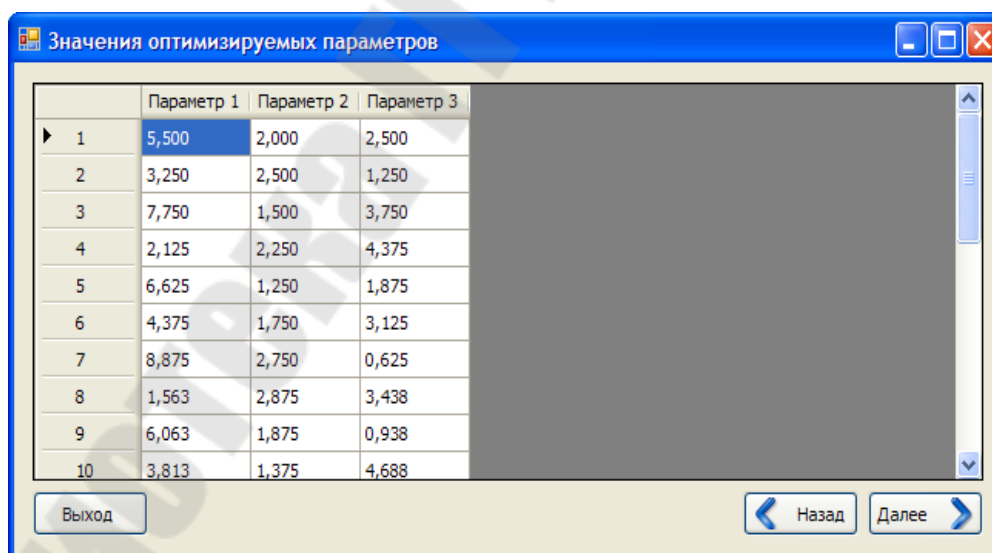 Значения оптимизируемых параметров
Параметр 1 Параметр 2 Параметр 3
1 5,500 2,000 2,500
2 3,250 2,500 1,250
3 7,750 1,500 3,750
4 2,125 2,250 4,375
5 6,625 1,250 1,875
6 4,375 1,750 3,125
7 8,875 2,750 0,625
8 1,563 2,875 3,438
9 6,063 1,875 0,938
10 3,813 1,375 4,688
Выход Назад Далее